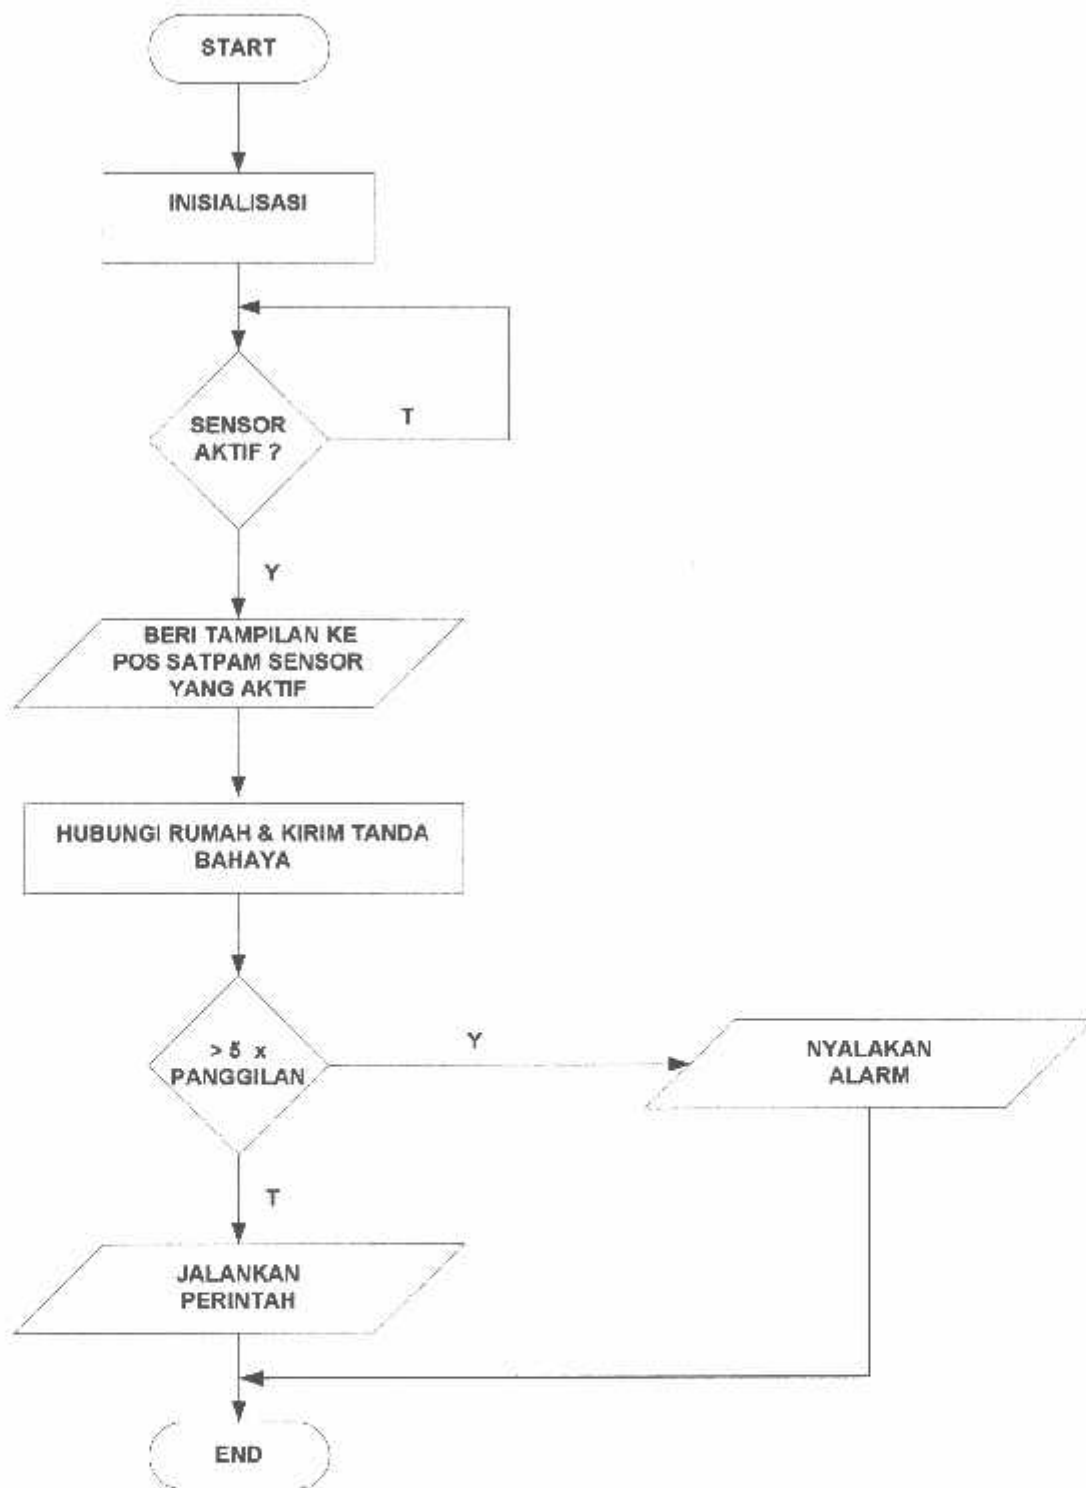 START
INISIALISASI
SENSOR
AKTIF ?
T
Y
BERI TAMPILAN KE
POS SATPAM SENSOR
YANG AKTIF
HUBUNGI RUMAH & KIRIM TANDA
BAHAYA
> 5 x
PANGGILAN
Y
NYALAKAN
ALARM
T
JALANKAN
PERINTAH
END